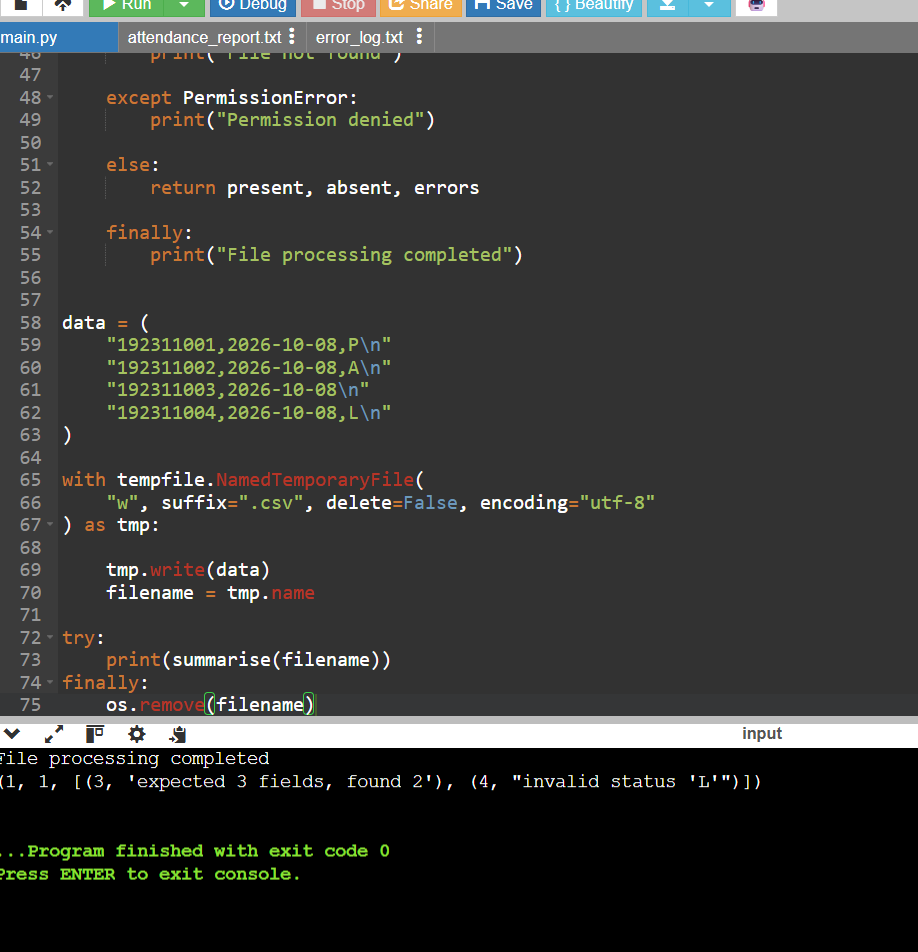 Run Debug Stop Share Save { } Beautify
main.py attendance_report.txt error_log.txt
46 print("File not found")
47
48 except PermissionError:
49 print("Permission denied")
50
51 else:
52 return present, absent, errors
53
54 finally:
55 print("File processing completed")
56
57
58 data = (
59 "192311001,2026-10-08,P\n"
60 "192311002,2026-10-08,A\n"
61 "192311003,2026-10-08\n"
62 "192311004,2026-10-08,L\n"
63 )
64
65 with tempfile.NamedTemporaryFile(
66 "w", suffix=".csv", delete=False, encoding="utf-8"
67 ) as tmp:
68
69 tmp.write(data)
70 filename = tmp.name
71
72 try:
73 print(summarise(filename))
74 finally:
75 os.remove(filename)
input
File processing completed
(1, 1, [(3, 'expected 3 fields, found 2'), (4, "invalid status 'L'")])
...Program finished with exit code 0
Press ENTER to exit console.